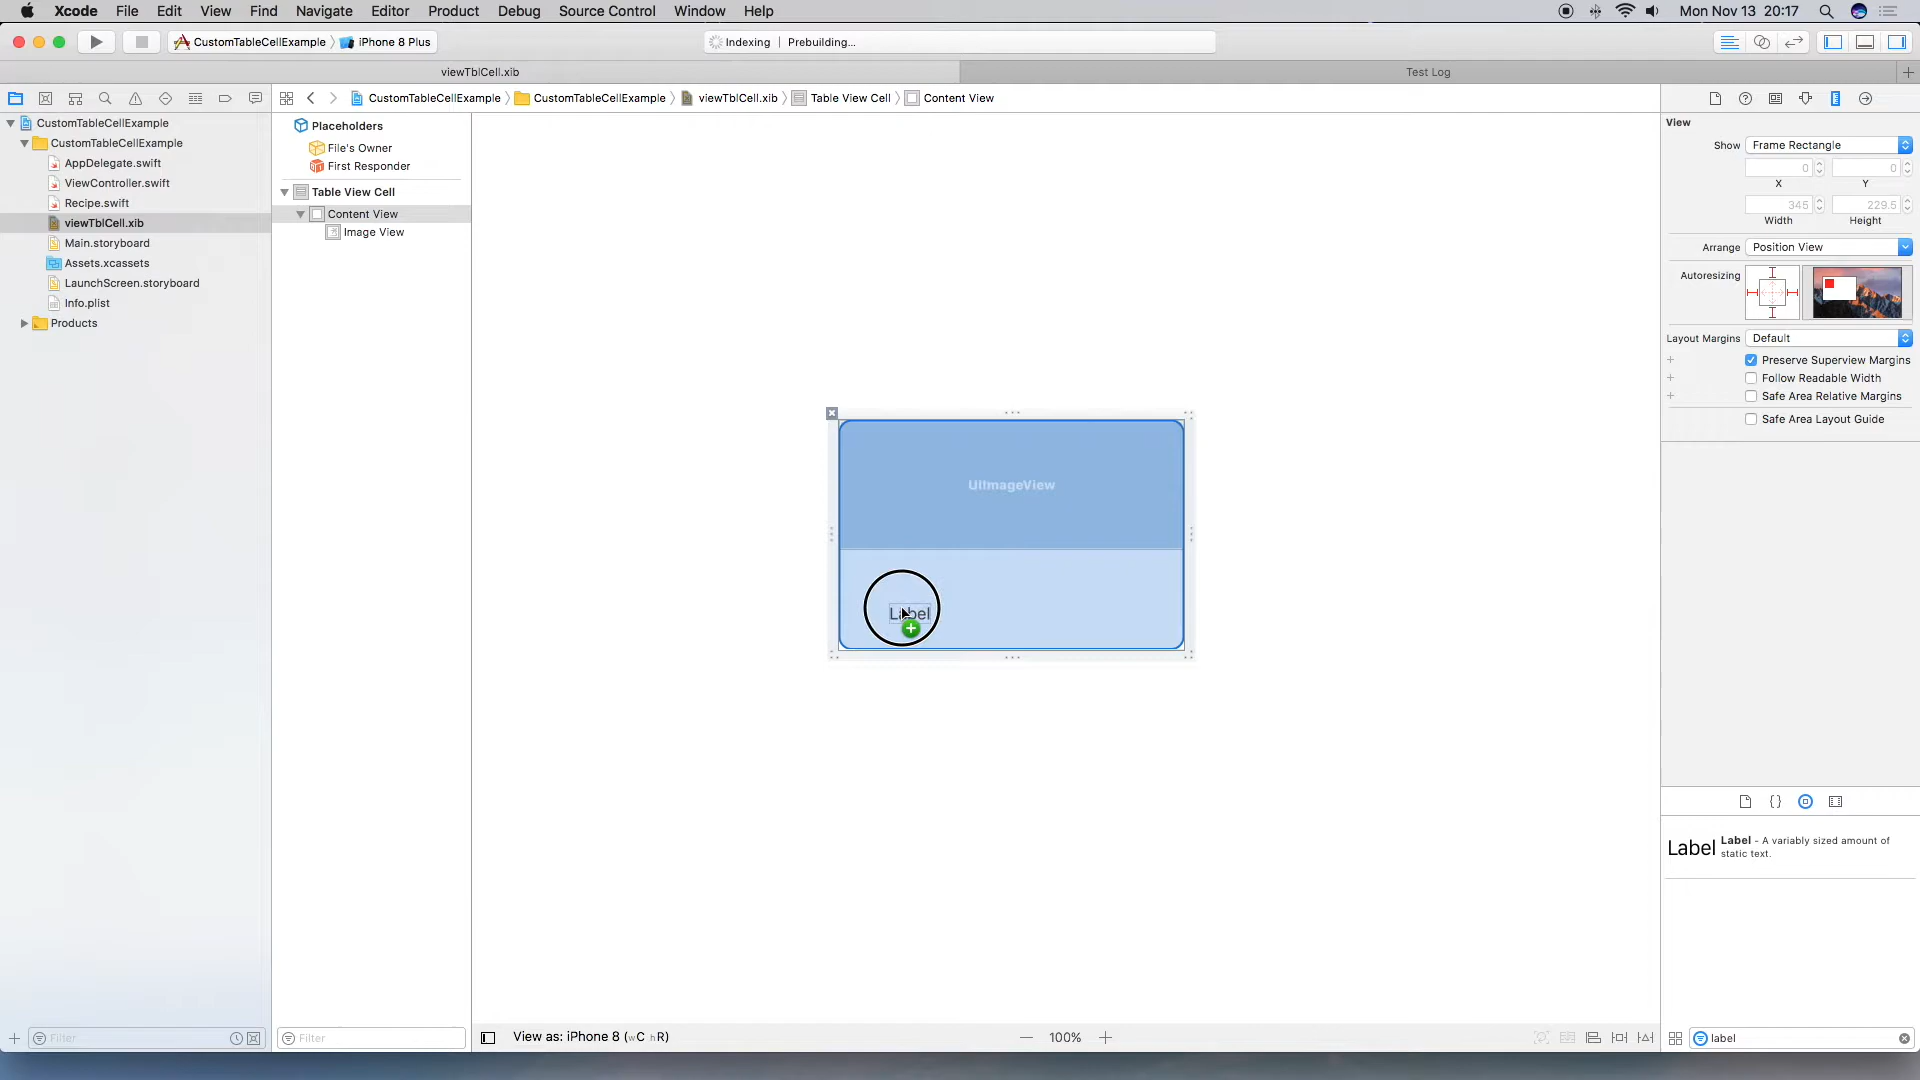 Xcode File Edit View Find Navigate Editor Product Debug Source Control Window Help Mon Nov 13 20:17
CustomTableCellExample 〉 iPhone 8 Plus Indexing | Prebuilding...
viewTblCell.xib Test Log
CustomTableCellExample 〉 CustomTableCellExample 〉 viewTblCell.xib 〉 Table View Cell 〉 Content View
CustomTableCellExample
CustomTableCellExample
AppDelegate.swift
ViewController.swift
Recipe.swift
viewTblCell.xib
Main.storyboard
Assets.xcassets
LaunchScreen.storyboard
Info.plist
Products
Filter
Placeholders
File's Owner
First Responder
Table View Cell
Content View
Image View
Filter
UIImageView
Label
View as: iPhone 8 (wC hR)
— 100% +
View
Show Frame Rectangle
0 0
X Y
345 229.5
Width Height
Arrange Position View
Autoresizing
Layout Margins Default
+ Preserve Superview Margins
+ Follow Readable Width
+ Safe Area Relative Margins
Safe Area Layout Guide
{}
Label Label - A variably sized amount of
static text.
label